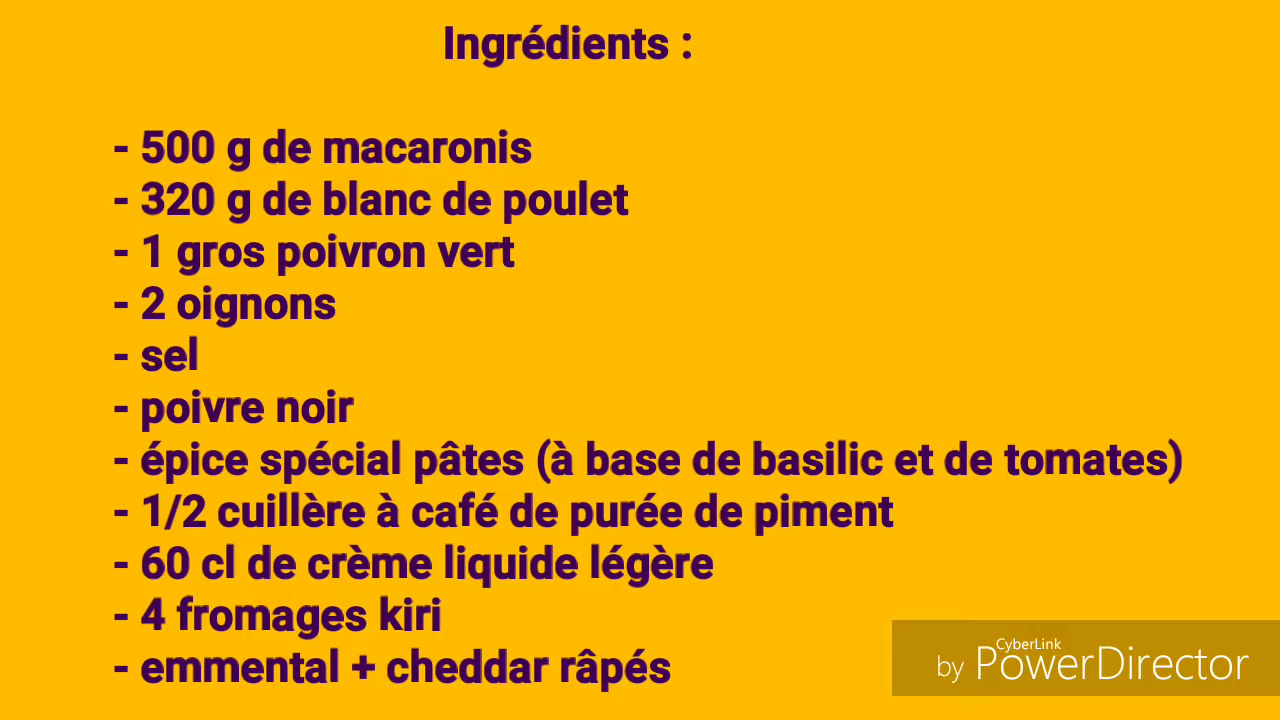 Ingrédients :
- 500 g de macaronis
- 320 g de blanc de poulet
- 1 gros poivron vert
- 2 oignons
- sel
- poivre noir
- épice spécial pâtes (à base de basilic et de tomates)
- 1/2 cuillère à café de purée de piment
- 60 cl de crème liquide légère
- 4 fromages kiri
- emmental + cheddar râpés
CyberLink
by PowerDirector